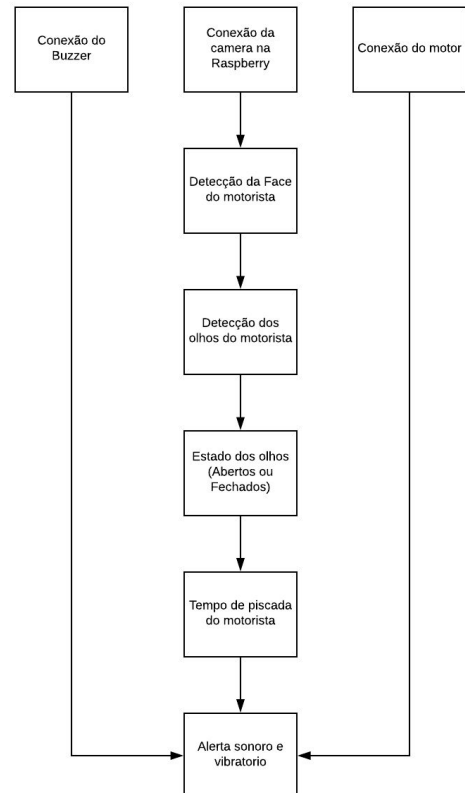 Conexão do
Buzzer
Conexão da
camera na
Raspberry
Conexão do motor
Detecção da Face
do motorista
Detecção dos
olhos do motorista
Estado dos olhos
(Abertos ou
Fechados)
Tempo de piscada
do motorista
Alerta sonoro e
vibratorio